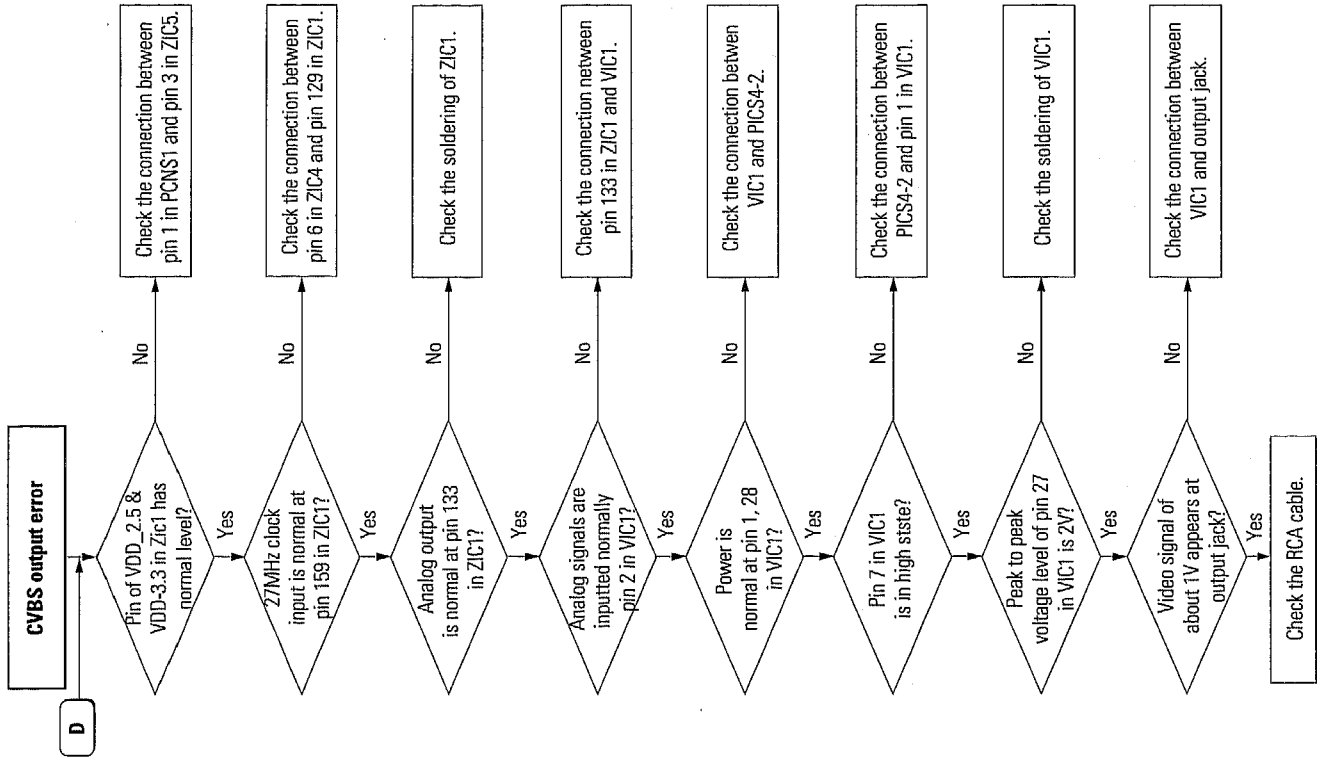 CVBS output error
D
Pin of VDD_2.5 &
VDD-3.3 in Zic1 has
normal level?
No
Check the connection between
pin 1 in PCNS1 and pin 3 in ZIC5.
Yes
27MHz clock
input is normal at
pin 159 in ZIC1?
No
Check the connection between
pin 6 in ZIC4 and pin 129 in ZIC1.
Yes
Analog output
is normal at pin 133
in ZIC1?
No
Check the soldering of ZIC1.
Yes
Analog signals are
inputted normally
pin 2 in VIC1?
No
Check the connection netween
pin 133 in ZIC1 and VIC1.
Yes
Power is
normal at pin 1, 28
in VIC1?
No
Check the connection between
VIC1 and PICS4-2.
Yes
Pin 7 in VIC1
is in high stste?
No
Check the connection between
PICS4-2 and pin 1 in VIC1.
Yes
Peak to peak
voltage level of pin 27
in VIC1 is 2V?
No
Check the soldering of VIC1.
Yes
Video signal of
about 1V appears at
output jack?
No
Check the connection between
VIC1 and output jack.
Yes
Check the RCA cable.